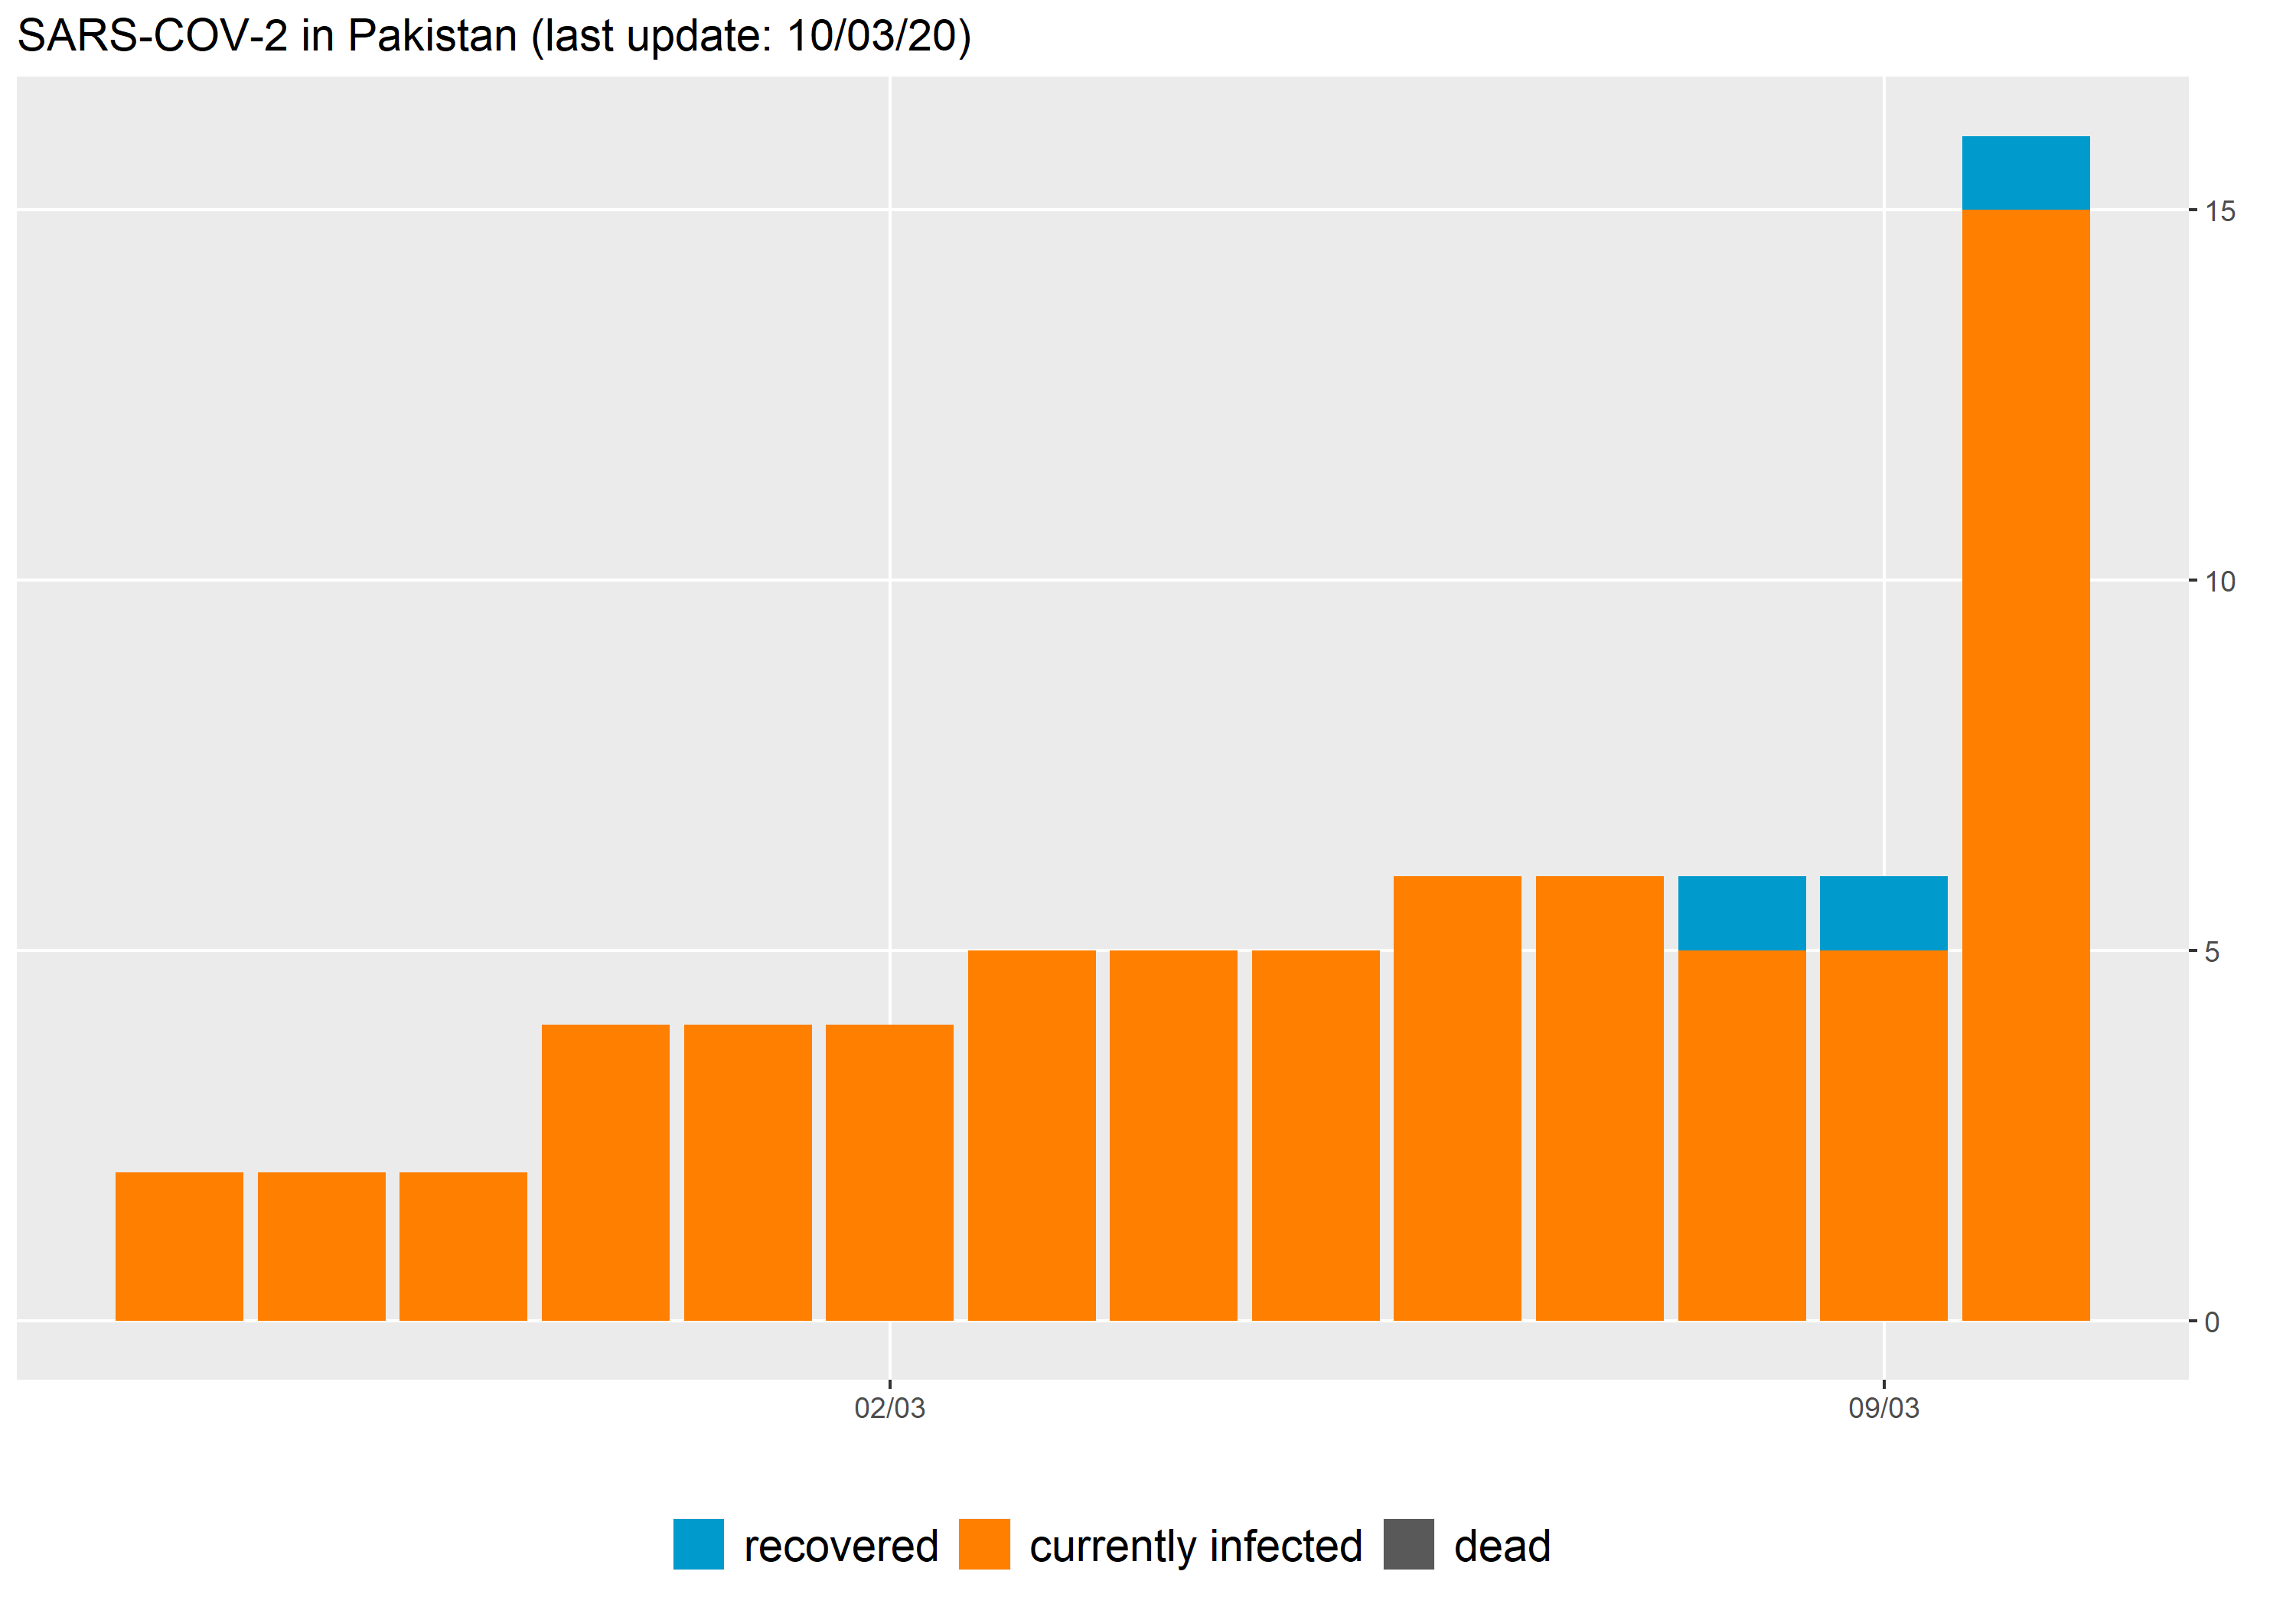 SARS-COV-2 in Pakistan (last update: 10/03/20)
15
10
5
0
02/03 09/03
recovered currently infected dead